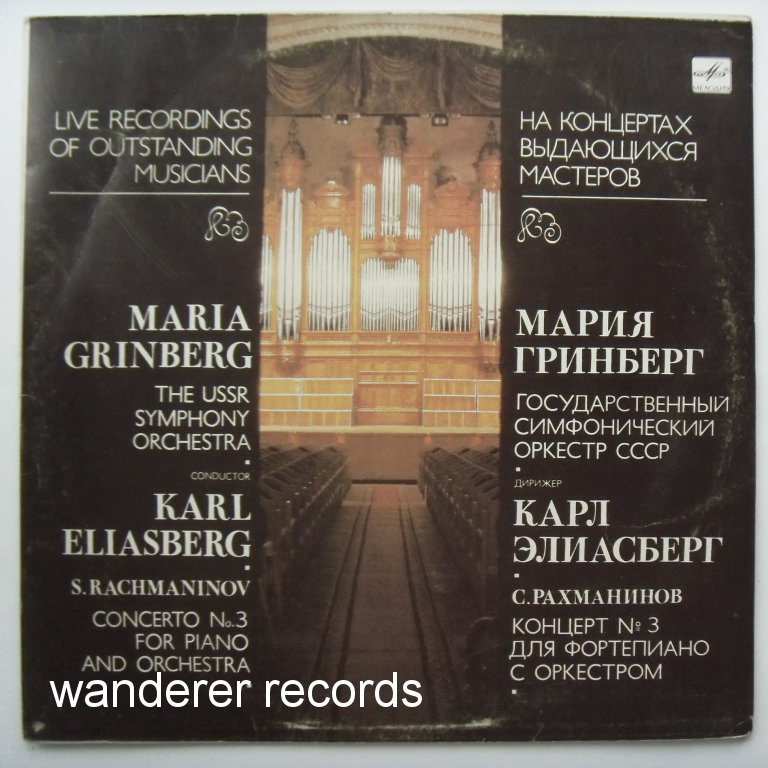 LIVE RECORDINGS
OF OUTSTANDING
MUSICIANS
MARIA
GRINBERG
THE USSR
SYMPHONY
ORCHESTRA
CONDUCTOR
KARL
ELIASBERG
S. RACHMANINOV
CONCERTO No. 3
FOR PIANO
AND ORCHESTRA
МЕЛОДИЯ
НА КОНЦЕРТАХ
ВЫДАЮЩИХСЯ
МАСТЕРОВ
МАРИЯ
ГРИНБЕРГ
ГОСУДАРСТВЕННЫЙ
СИМФОНИЧЕСКИЙ
ОРКЕСТР СССР
ДИРИЖЕР
КАРЛ
ЭЛИАСБЕРГ
С. РАХМАНИНОВ
КОНЦЕРТ № 3
ДЛЯ ФОРТЕПИАНО
С ОРКЕСТРОМ
wanderer records